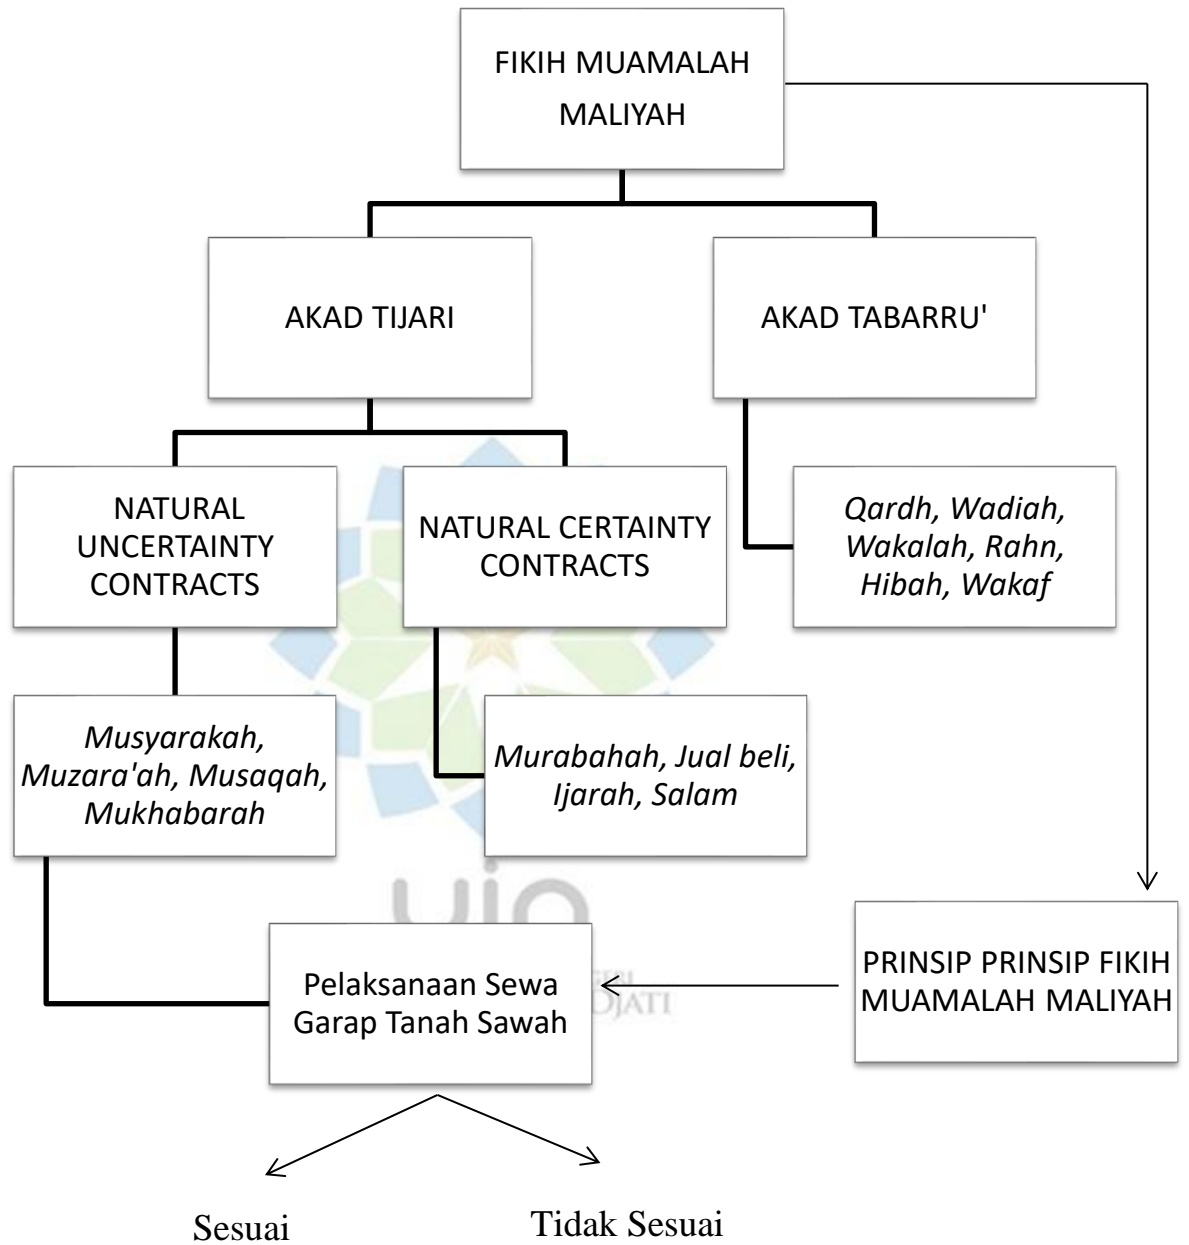 FIKIH MUAMALAH
MALIYAH
AKAD TIJARI
AKAD TABARRU'
NATURAL
UNCERTAINTY
CONTRACTS
NATURAL CERTAINTY
CONTRACTS
Qardh, Wadiah,
Wakalah, Rahn,
Hibah, Wakaf
Musyarakah,
Muzara'ah, Musaqah,
Mukhabarah
Murabahah, Jual beli,
Ijarah, Salam
uin
Pelaksanaan Sewa
Garap Tanah Sawah
PRINSIP PRINSIP FIKIH
MUAMALAH MALIYAH
Sesuai
Tidak Sesuai